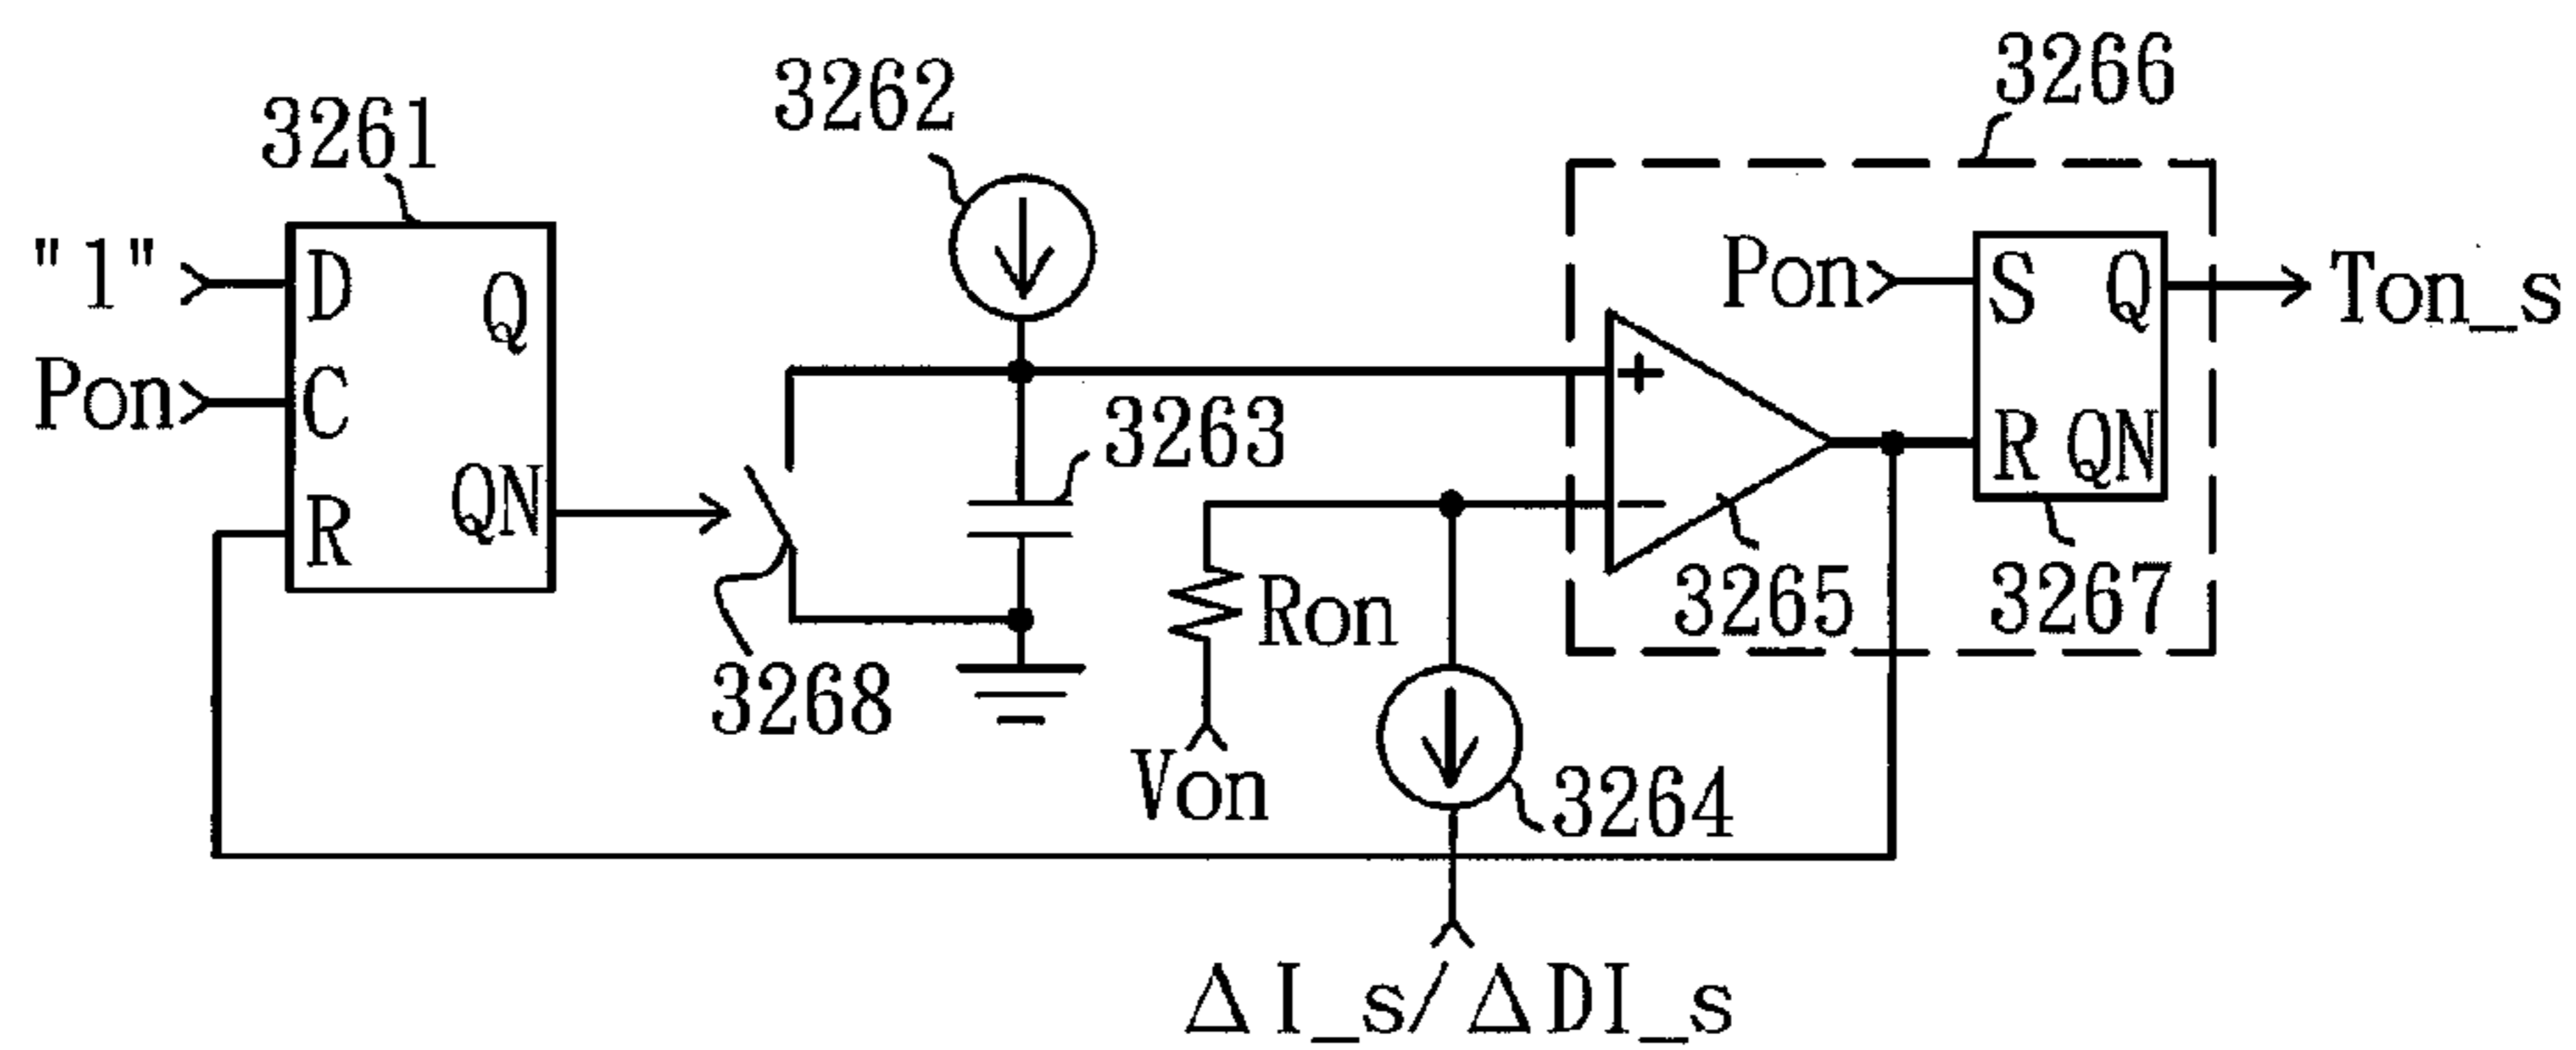 3266
3262
3261
"1"
D
Q
Pon
C
QN
R
3263
3268
+
−
Pon
S
Q
Ton_s
R
QN
3265
3267
Ron
Von
3264
ΔI_s/ΔDI_s